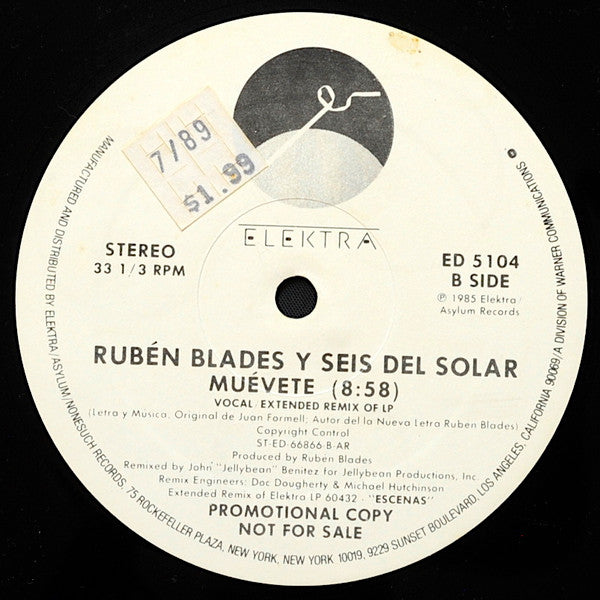 7/89
$1.99
ELEKTRA
STEREO
33 1/3 RPM
ED 5104
B SIDE
℗ 1985 Elektra/
Asylum Records
RUBÉN BLADES Y SEIS DEL SOLAR
MUÉVETE (8:58)
VOCAL/EXTENDED REMIX OF LP
(Letra y Musica, Original de Juan Formell; Autor del la Nueva Letra Ruben Blades)
Copyright Control
ST-ED-66866-B-AR
Produced by Rubén Blades
Remixed by John "Jellybean" Benitez for Jellybean Productions, Inc
Remix Engineers: Doc Dougherty & Michael Hutchinson
Extended Remix of Elektra LP 60432 - "ESCENAS"
PROMOTIONAL COPY
NOT FOR SALE
MANUFACTURED AND DISTRIBUTED BY ELEKTRA/ASYLUM/NONESUCH RECORDS, 75 ROCKEFELLER PLAZA, NEW YORK, NEW YORK 10019, 9229 SUNSET BOULEVARD, LOS ANGELES, CALIFORNIA 90069/A DIVISION OF WARNER COMMUNICATIONS